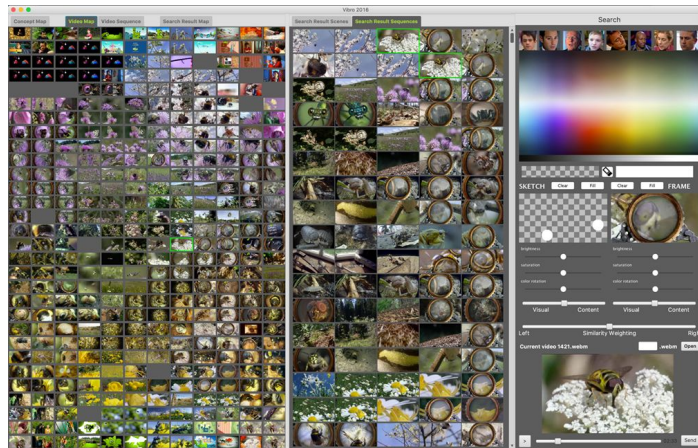 Vibro 2016
Concept Map
Video Map
Video Sequence
Search Result Map
Search Result Scenes
Search Result Sequences
Search
SKETCH
Clear
Fill
Clear
Fill
FRAME
brightness
brightness
saturation
saturation
color rotation
color rotation
Visual
Content
Visual
Content
Left
Similarity Weighting
Right
Current video 1421.webm
.webm
Open
Send